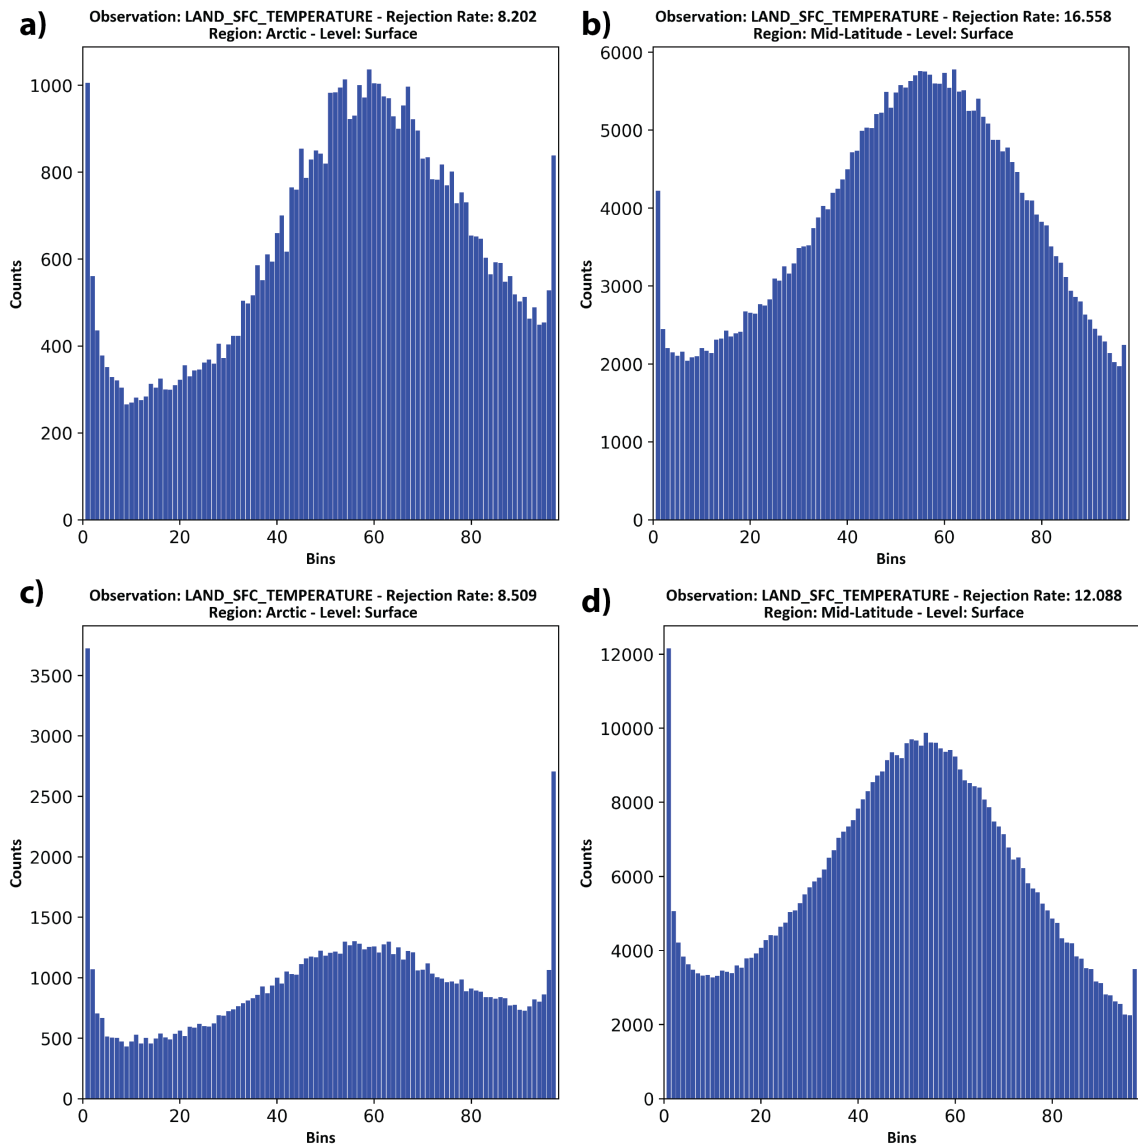 a)
Observation: LAND_SFC_TEMPERATURE - Rejection Rate: 8.202
Region: Arctic - Level: Surface
1000
800
600
400
200
0
Counts
0 20 40 60 80
Bins
b)
Observation: LAND_SFC_TEMPERATURE - Rejection Rate: 16.558
Region: Mid-Latitude - Level: Surface
6000
5000
4000
3000
2000
1000
0
Counts
0 20 40 60 80
Bins
c)
Observation: LAND_SFC_TEMPERATURE - Rejection Rate: 8.509
Region: Arctic - Level: Surface
3500
3000
2500
2000
1500
1000
500
0
Counts
0 20 40 60 80
Bins
d)
Observation: LAND_SFC_TEMPERATURE - Rejection Rate: 12.088
Region: Mid-Latitude - Level: Surface
12000
10000
8000
6000
4000
2000
0
Counts
0 20 40 60 80
Bins